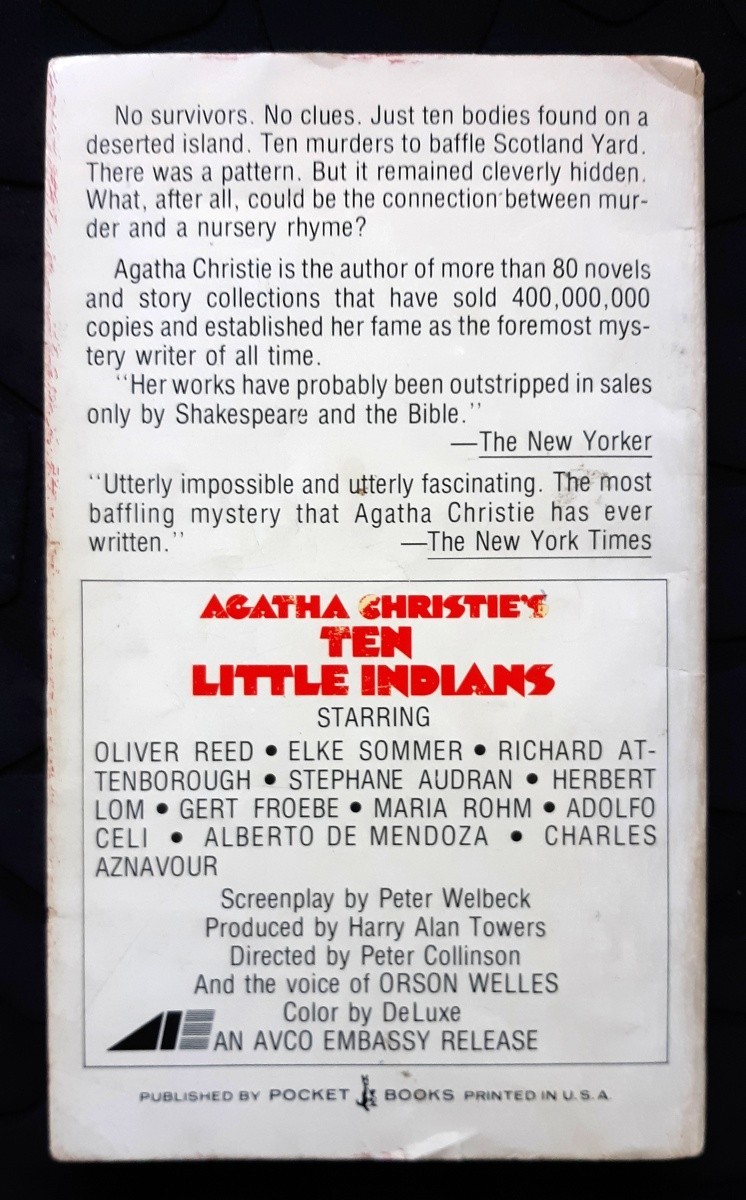 No survivors. No clues. Just ten bodies found on a
deserted island. Ten murders to baffle Scotland Yard.
There was a pattern. But it remained cleverly hidden.
What, after all, could be the connection between mur-
der and a nursery rhyme?
Agatha Christie is the author of more than 80 novels
and story collections that have sold 400,000,000
copies and established her fame as the foremost mys-
tery writer of all time.
"Her works have probably been outstripped in sales
only by Shakespeare and the Bible."
—The New Yorker
"Utterly impossible and utterly fascinating. The most
baffling mystery that Agatha Christie has ever
written." —The New York Times
AGATHA CHRISTIE'S
TEN
LITTLE INDIANS
STARRING
OLIVER REED • ELKE SOMMER • RICHARD AT-
TENBOROUGH • STEPHANE AUDRAN • HERBERT
LOM • GERT FROEBE • MARIA ROHM • ADOLFO
CELI • ALBERTO DE MENDOZA • CHARLES
AZNAVOUR
Screenplay by Peter Welbeck
Produced by Harry Alan Towers
Directed by Peter Collinson
And the voice of ORSON WELLES
Color by DeLuxe
AN AVCO EMBASSY RELEASE
PUBLISHED BY POCKET BOOKS PRINTED IN U.S.A.